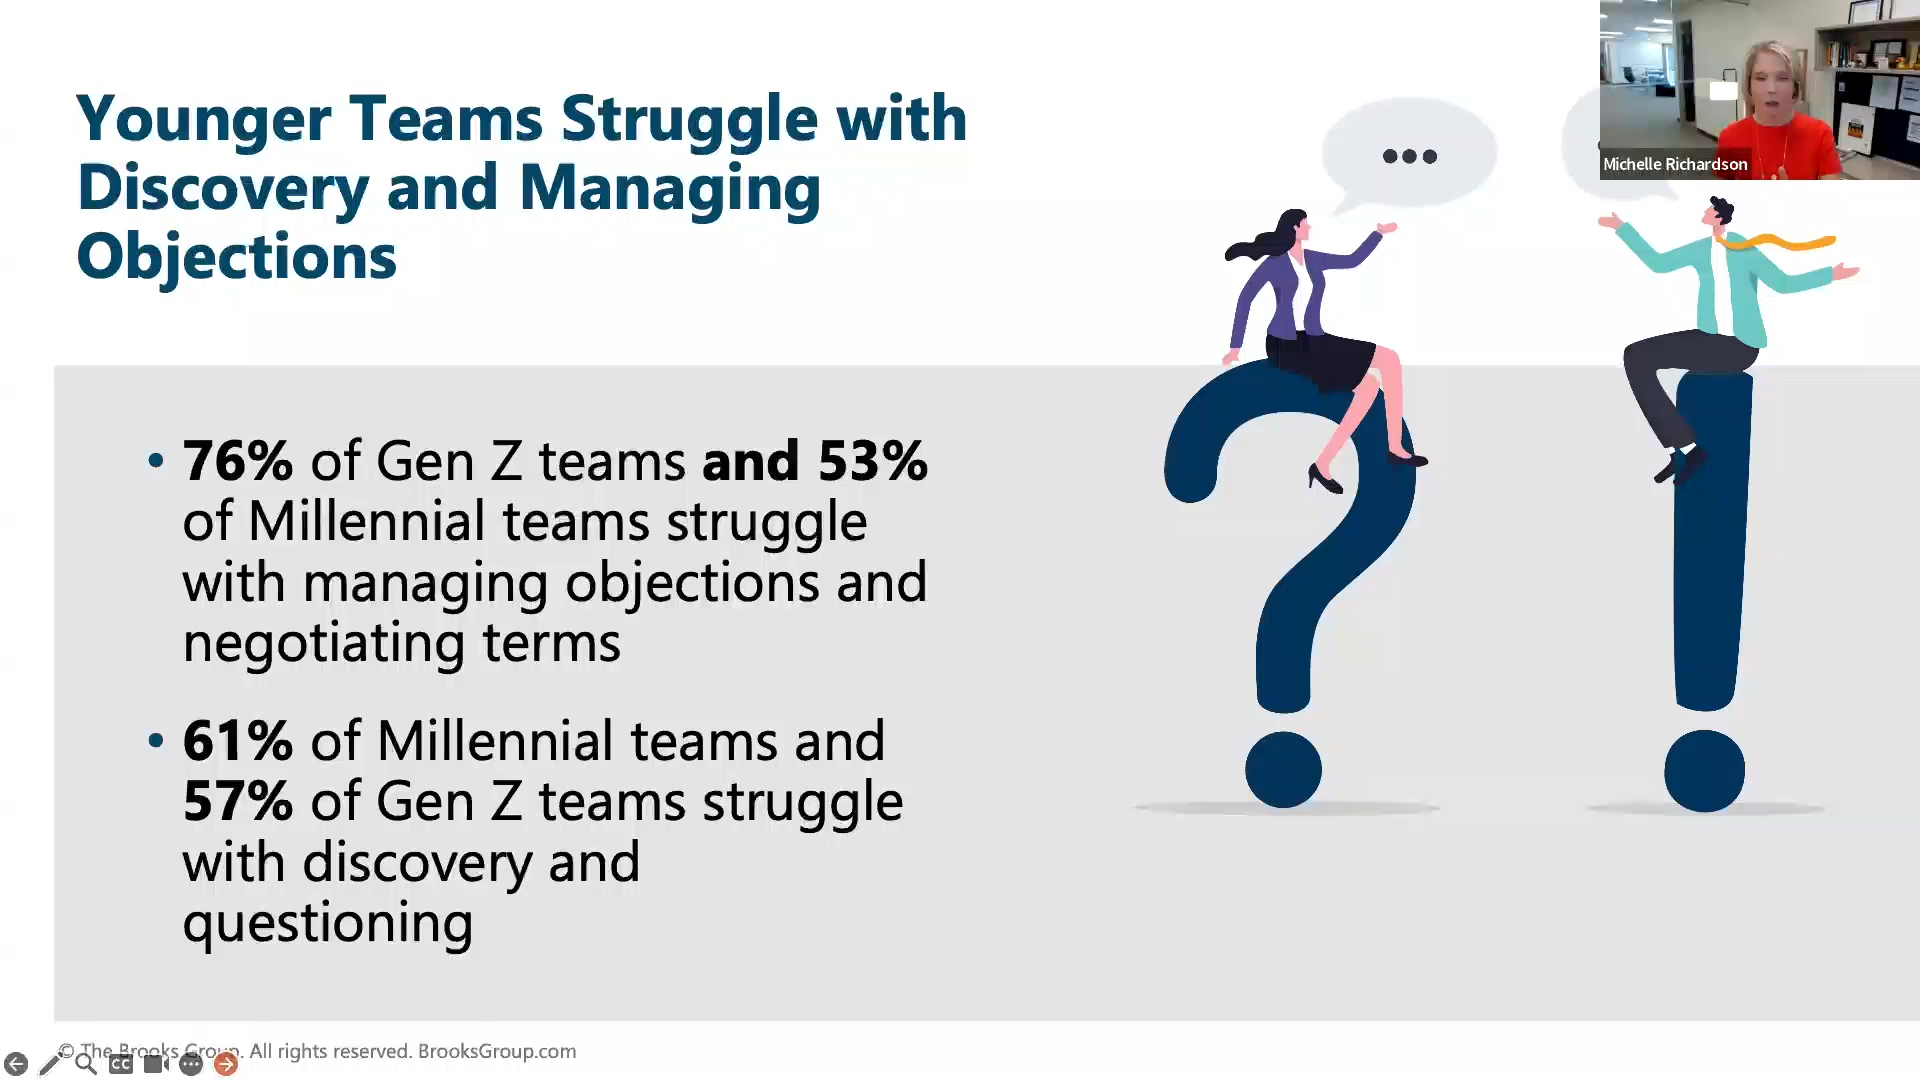 Younger Teams Struggle with
Discovery and Managing
Objections
Michelle Richardson
• 76% of Gen Z teams and 53%
of Millennial teams struggle
with managing objections and
negotiating terms
• 61% of Millennial teams and
57% of Gen Z teams struggle
with discovery and
questioning
© The Brooks Group. All rights reserved. BrooksGroup.com
CC